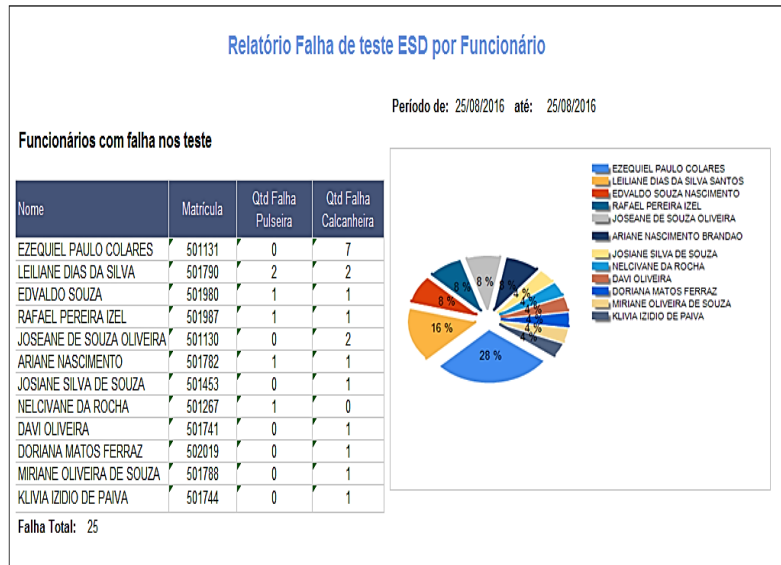 Relatório Falha de teste ESD por Funcionário
Período de: 25/08/2016 até: 25/08/2016
Funcionários com falha nos teste
Nome Matrícula Qtd Falha Pulseira Qtd Falha Calcanheira
EZEQUIEL PAULO COLARES 501131 0 7
LEILIANE DIAS DA SILVA 501790 2 2
EDVALDO SOUZA 501980 1 1
RAFAEL PEREIRA IZEL 501987 1 1
JOSEANE DE SOUZA OLIVEIRA 501130 0 2
ARIANE NASCIMENTO 501782 1 1
JOSIANE SILVA DE SOUZA 501453 0 1
NELCIVANE DA ROCHA 501267 1 0
DAVI OLIVEIRA 501741 0 1
DORIANA MATOS FERRAZ 502019 0 1
MIRIANE OLIVEIRA DE SOUZA 501788 0 1
KLIVIA IZIDIO DE PAIVA 501744 0 1
Falha Total: 25
EZEQUIEL PAULO COLARES
LEILIANE DIAS DA SILVA SANTOS
EDVALDO SOUZA NASCIMENTO
RAFAEL PEREIRA IZEL
JOSEANE DE SOUZA OLIVEIRA
ARIANE NASCIMENTO BRANDAO
JOSIANE SILVA DE SOUZA
NELCIVANE DA ROCHA
DAVI OLIVEIRA
DORIANA MATOS FERRAZ
MIRIANE OLIVEIRA DE SOUZA
KLIVIA IZIDIO DE PAIVA
8 %
8 %
8 %
8 %
16 %
28 %
4 %
4 %